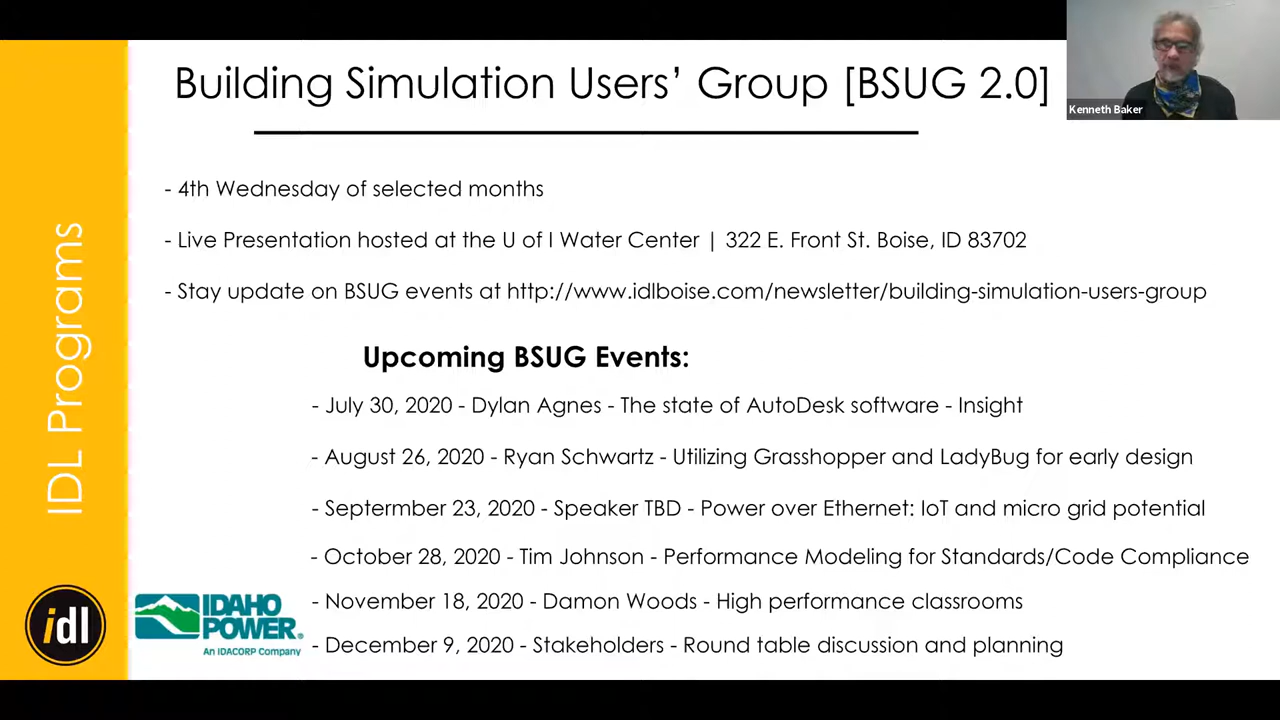 Building Simulation Users' Group [BSUG 2.0]
Kenneth Baker
- 4th Wednesday of selected months
- Live Presentation hosted at the U of I Water Center | 322 E. Front St. Boise, ID 83702
- Stay update on BSUG events at http://www.idlboise.com/newsletter/building-simulation-users-group
Upcoming BSUG Events:
- July 30, 2020 - Dylan Agnes - The state of AutoDesk software - Insight
- August 26, 2020 - Ryan Schwartz - Utilizing Grasshopper and LadyBug for early design
- Septermber 23, 2020 - Speaker TBD - Power over Ethernet: IoT and micro grid potential
- October 28, 2020 - Tim Johnson - Performance Modeling for Standards/Code Compliance
- November 18, 2020 - Damon Woods - High performance classrooms
- December 9, 2020 - Stakeholders - Round table discussion and planning
IDL Programs
idl
IDAHO
POWER®
An IDACORP Company